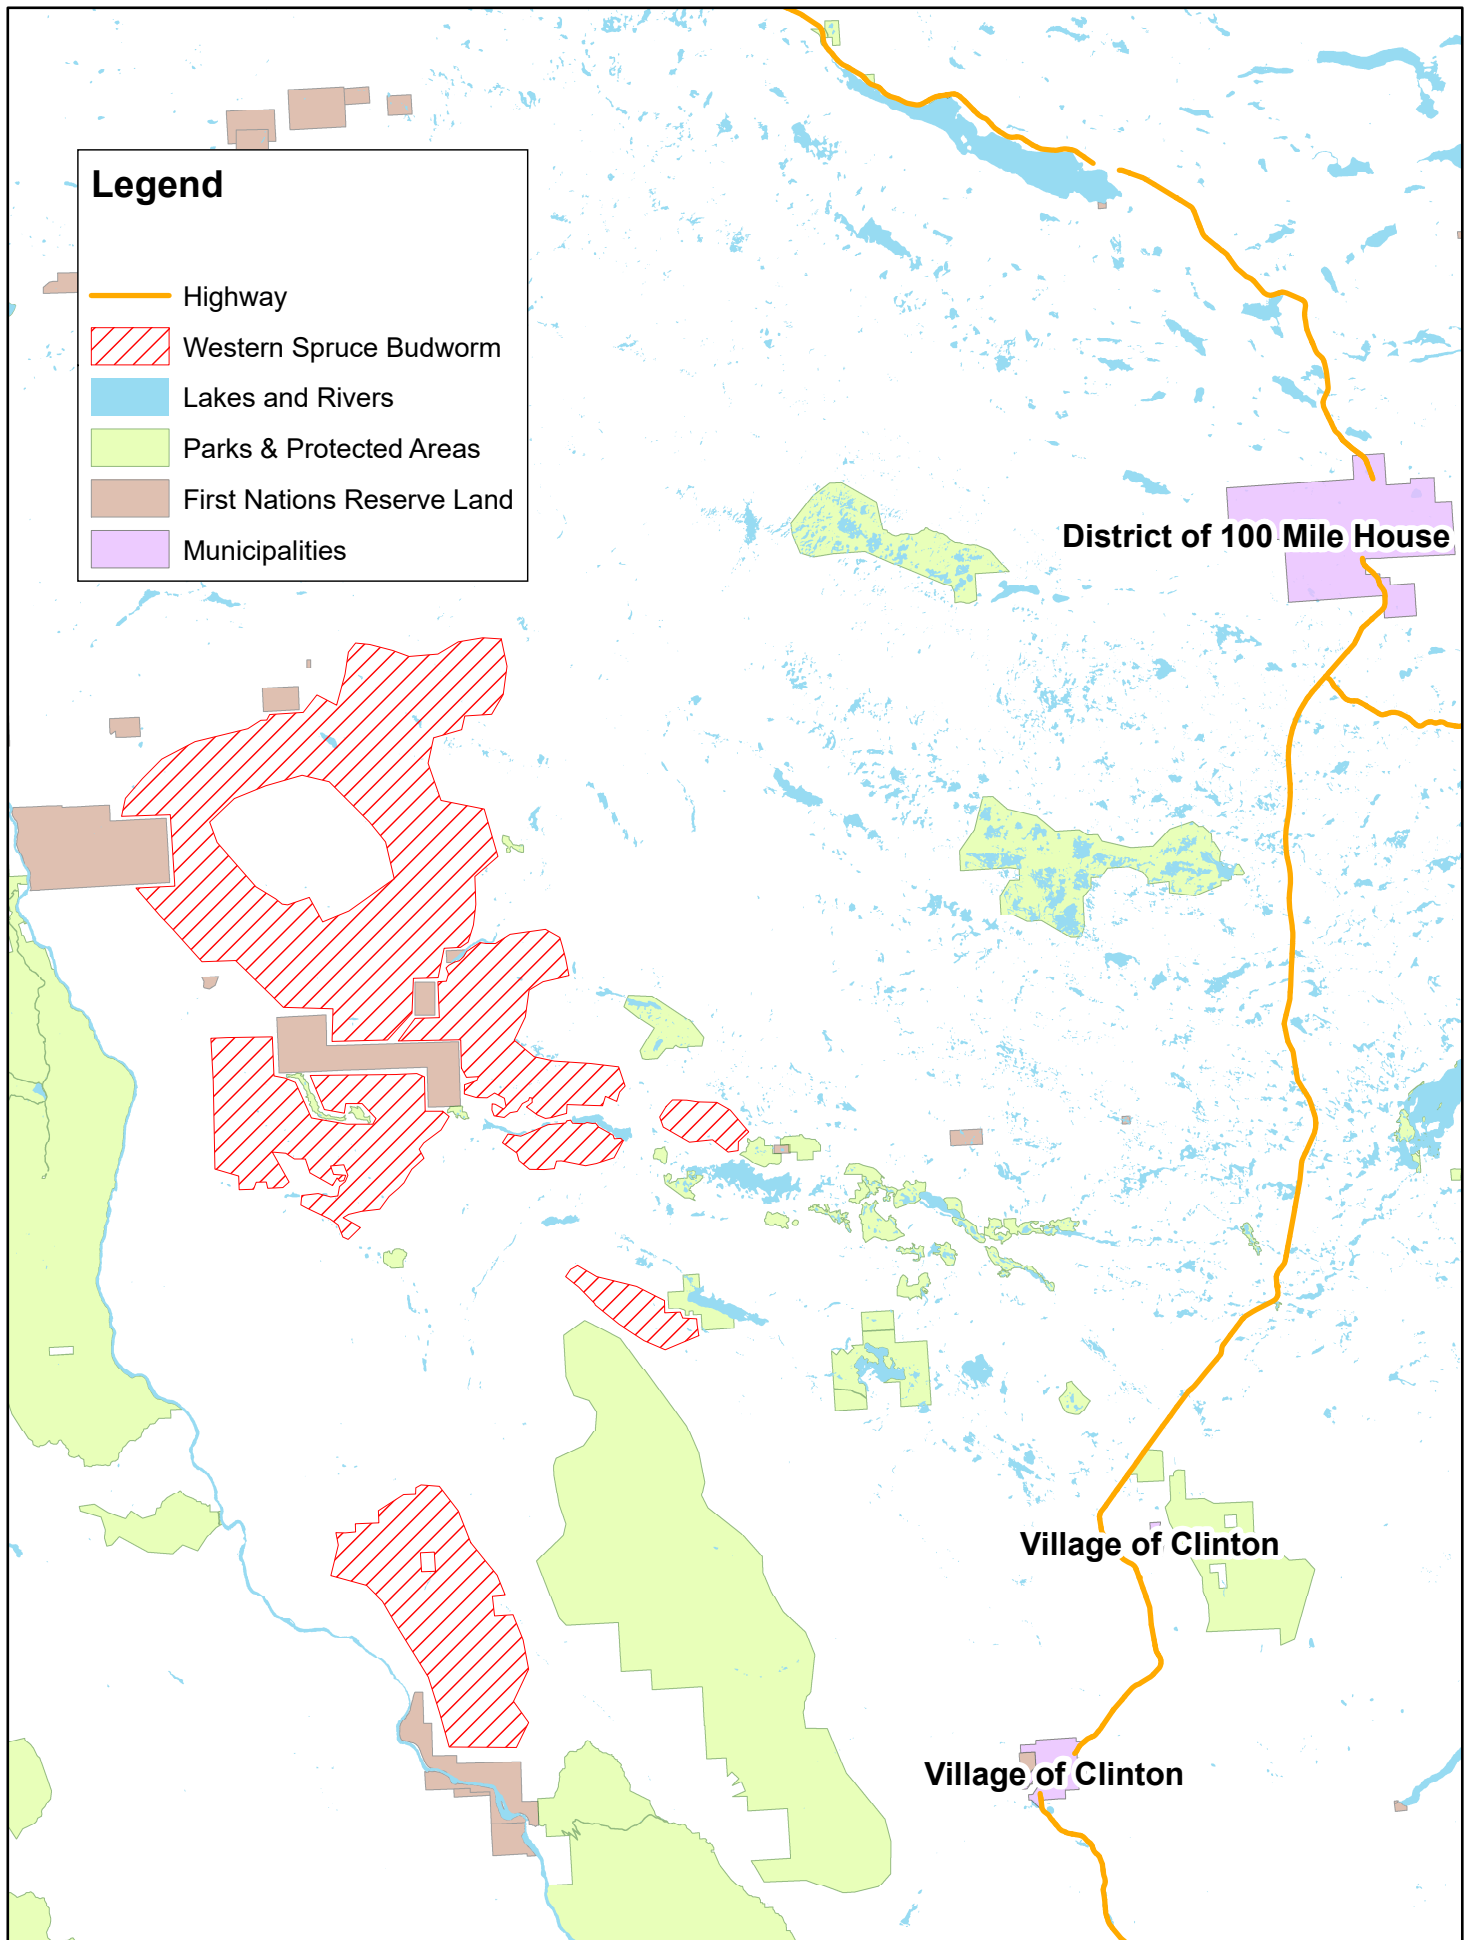 Legend
Highway
Western Spruce Budworm
Lakes and Rivers
Parks & Protected Areas
First Nations Reserve Land
Municipalities
District of 100 Mile House
Village of Clinton
Village of Clinton